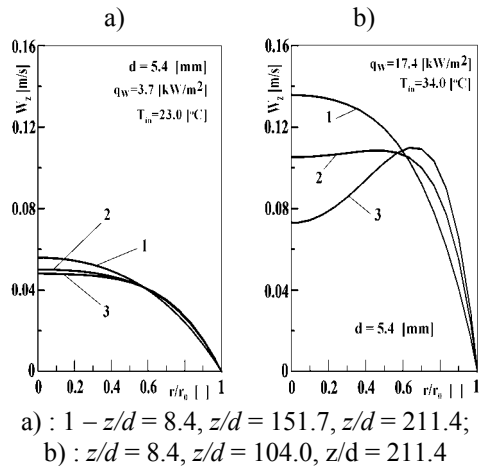 a)
b)
0.16
0.12
0.08
0.04
0
W_z [m/s]
d = 5.4 [mm]
q_W=3.7 [kW/m²]
T_in=23.0 [°C]
2
1
3
0 0.2 0.4 0.6 0.8 1
r/r₀ [ ]
0.16
0.12
0.08
0.04
0
W_z [m/s]
q_W=17.4 [kW/m²]
T_in=34.0 [°C]
1
2
3
d = 5.4 [mm]
0 0.2 0.4 0.6 0.8 1
r/r₀ [ ]
a) : 1 – z/d = 8.4, z/d = 151.7, z/d = 211.4;
b) : z/d = 8.4, z/d = 104.0, z/d = 211.4